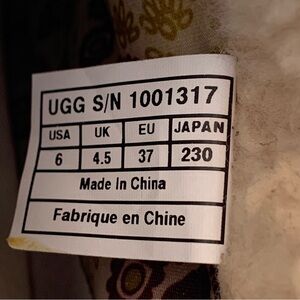 UGG S/N 1001317
USA UK EU JAPAN
6 4.5 37 230
Made In China
Fabrique en Chine